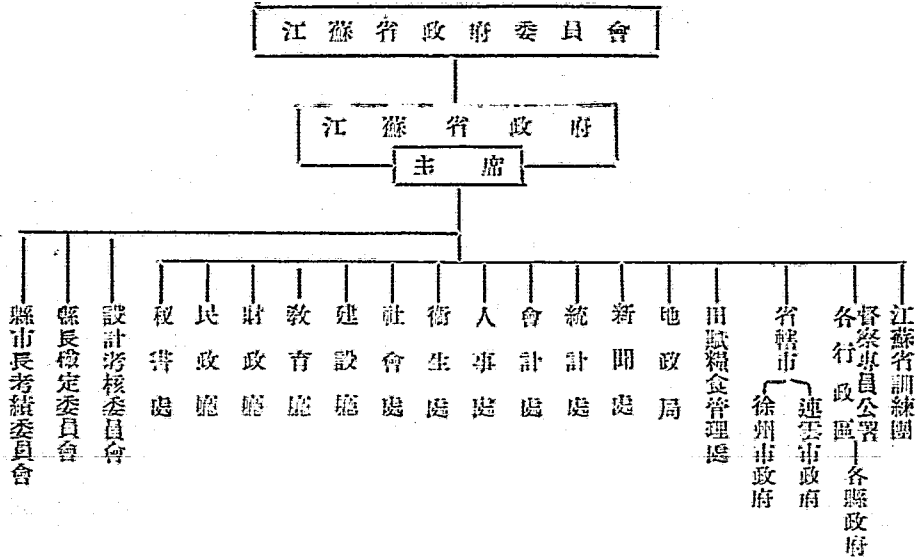 江蘇省政府委員會
江蘇省政府
主席
縣市長考績委員會
縣長檢定委員會
設計考核委員會
秘書處
民政廳
財政廳
教育廳
建設廳
社會處
衞生處
人事處
會計處
統計處
新聞處
地政局
田賦糧食管理處
省轄市
徐州市政府
連雲市政府
各行政區
督察專員公署
各縣政府
江蘇省訓練團